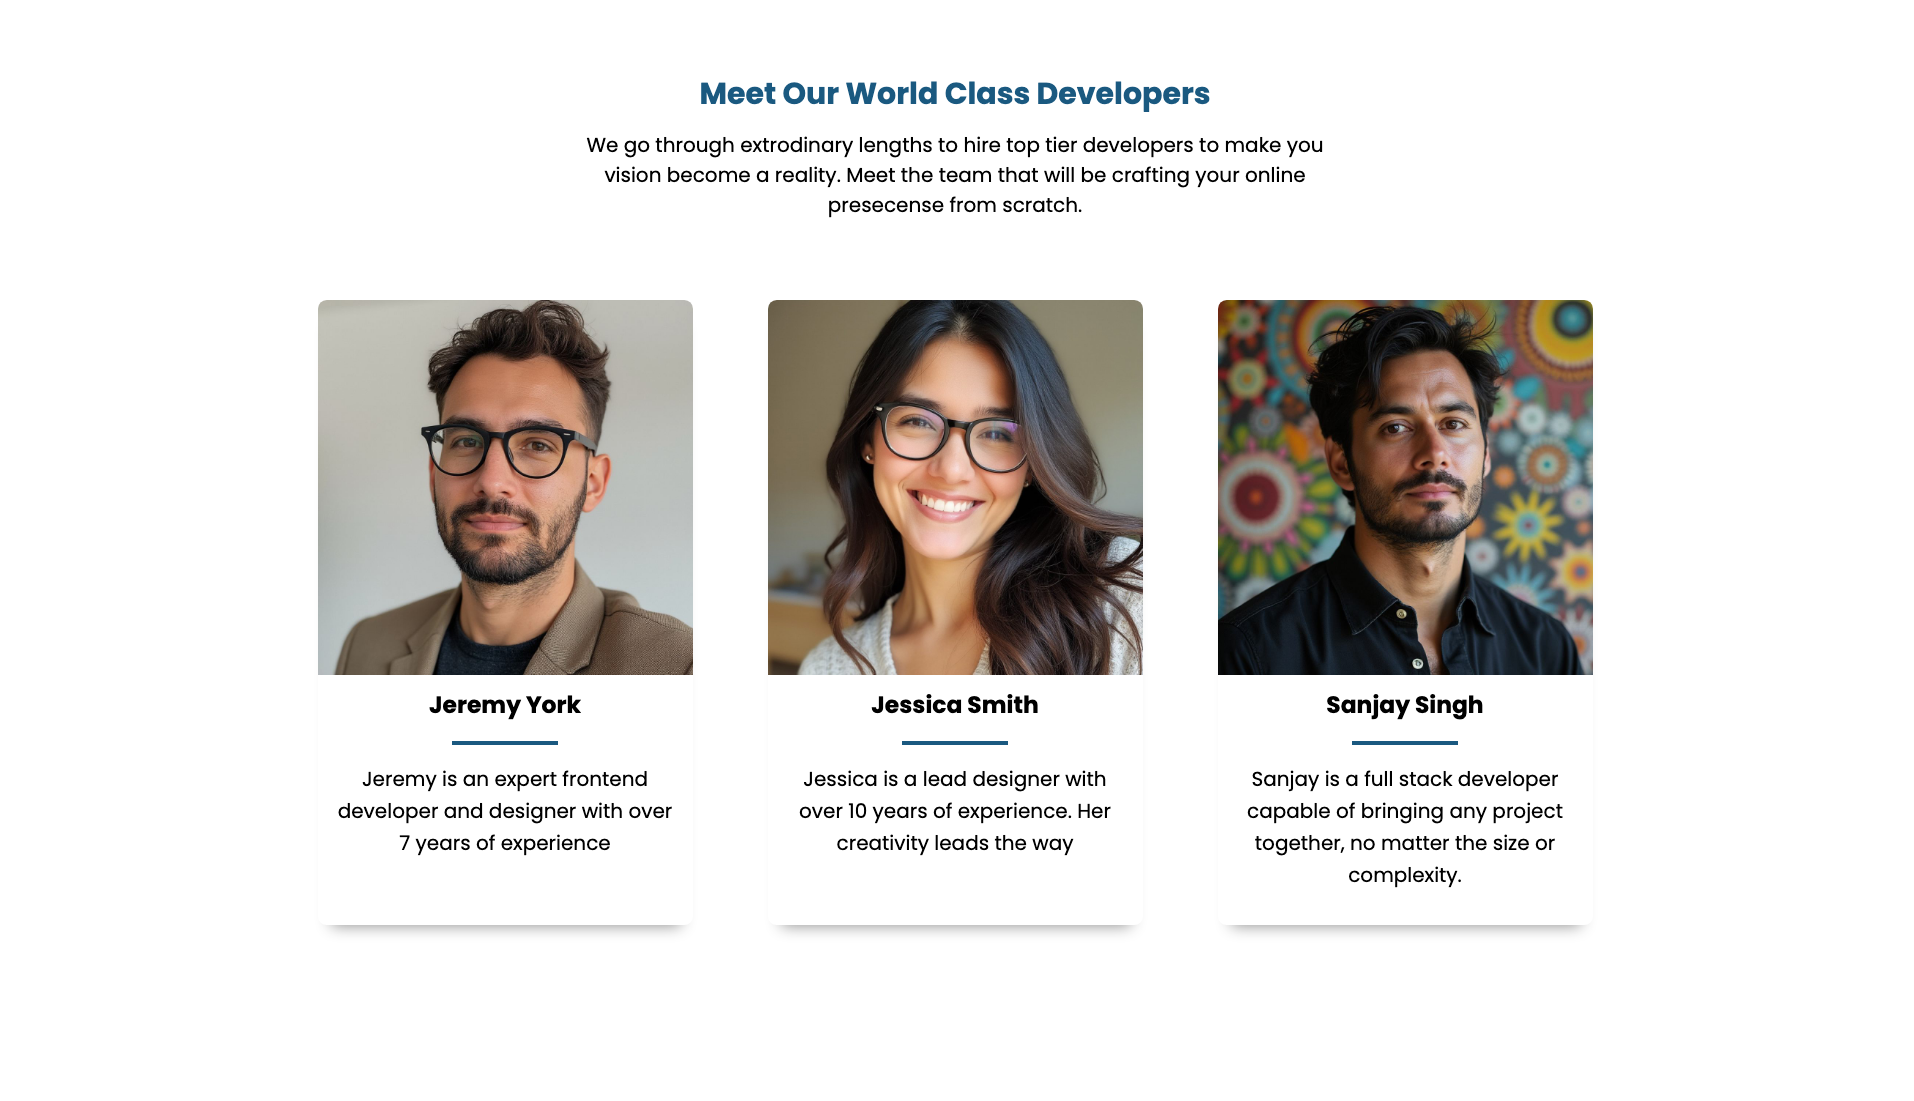 Meet Our World Class Developers
We go through extrodinary lengths to hire top tier developers to make you
vision become a reality. Meet the team that will be crafting your online
presecense from scratch.
Jeremy York
Jeremy is an expert frontend
developer and designer with over
7 years of experience
Jessica Smith
Jessica is a lead designer with
over 10 years of experience. Her
creativity leads the way
Sanjay Singh
Sanjay is a full stack developer
capable of bringing any project
together, no matter the size or
complexity.